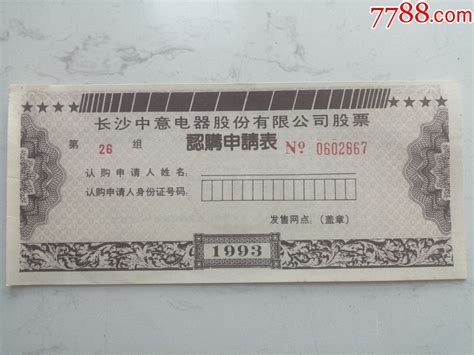 7788.com
长沙中意电器股份有限公司股票
第 26 组 認購申請表 Nº 0602867
认购申请人姓名:
认购申请人身份证号码:
发售网点:(盖章)
1993